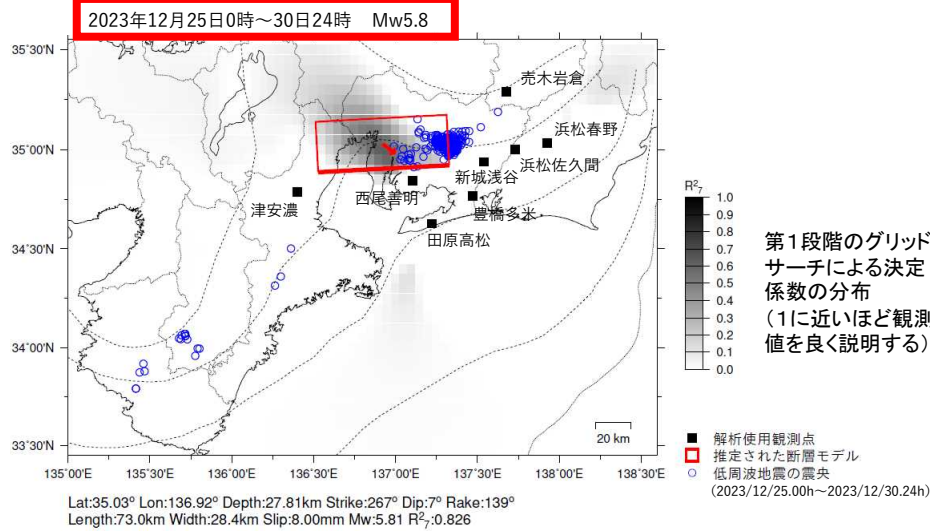 2023年12月25日0時～30日24時　Mw5.8
35˚30'N
35˚00'N
34˚30'N
34˚00'N
33˚30'N
135˚00'E
135˚30'E
136˚00'E
136˚30'E
137˚00'E
137˚30'E
138˚00'E
138˚30'E
売木岩倉
浜松春野
浜松佐久間
新城浅谷
西尾善明
豊橋多米
田原高松
津安濃
20 km
R²₇
1.0
0.9
0.8
0.7
0.6
0.5
0.4
0.3
0.2
0.1
0.0
第１段階のグリッド
サーチによる決定
係数の分布
（１に近いほど観測
値を良く説明する）
解析使用観測点
推定された断層モデル
低周波地震の震央
(2023/12/25.00h～2023/12/30.24h)
Lat:35.03° Lon:136.92° Depth:27.81km Strike:267° Dip:7° Rake:139°
Length:73.0km Width:28.4km Slip:8.00mm Mw:5.81 R²₇:0.826